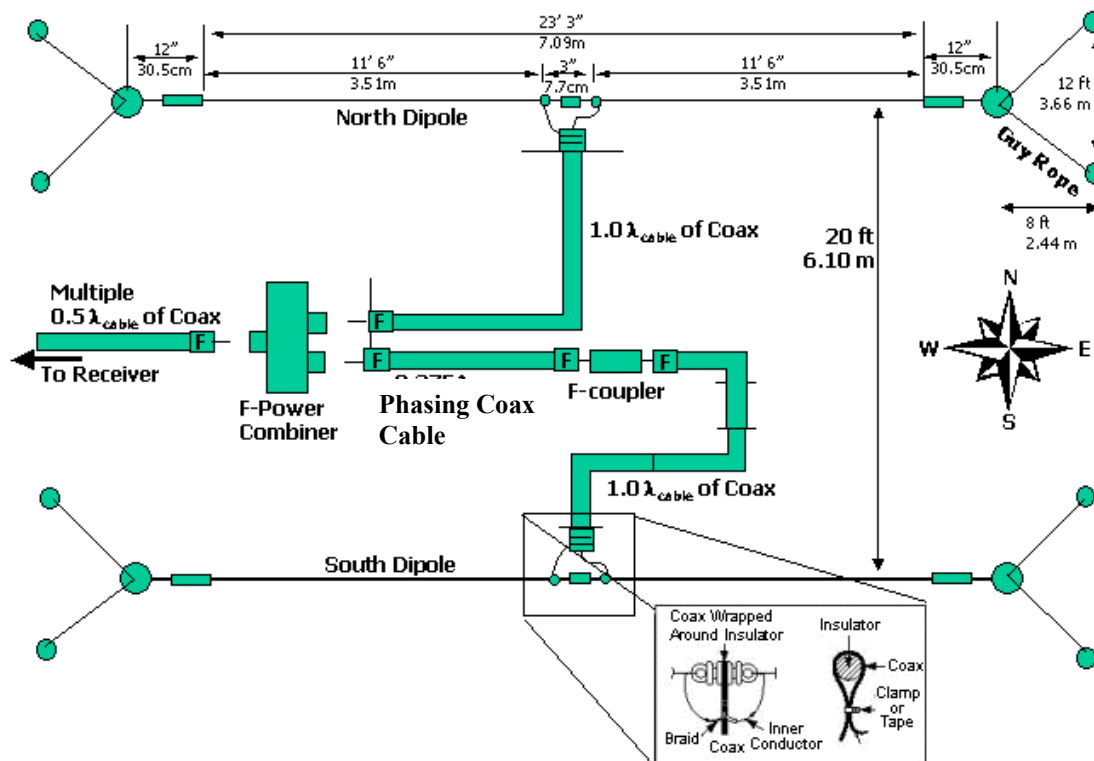 23' 3"
7.09m
12"
30.5cm
11' 6"
3.51m
3"
7.7cm
11' 6"
3.51m
12"
30.5cm
12 ft
3.66 m
North Dipole
Guy Rope
8 ft
2.44 m
1.0 λcable of Coax
20 ft
6.10 m
Multiple
0.5 λcable of Coax
F
F
F
F
F
To Receiver
F-Power
Combiner
Phasing Coax
Cable
F-coupler
N
W
E
S
1.0 λcable of Coax
South Dipole
Coax Wrapped
Around Insulator
Braid
Coax
Inner
Conductor
Insulator
Coax
Clamp
or
Tape